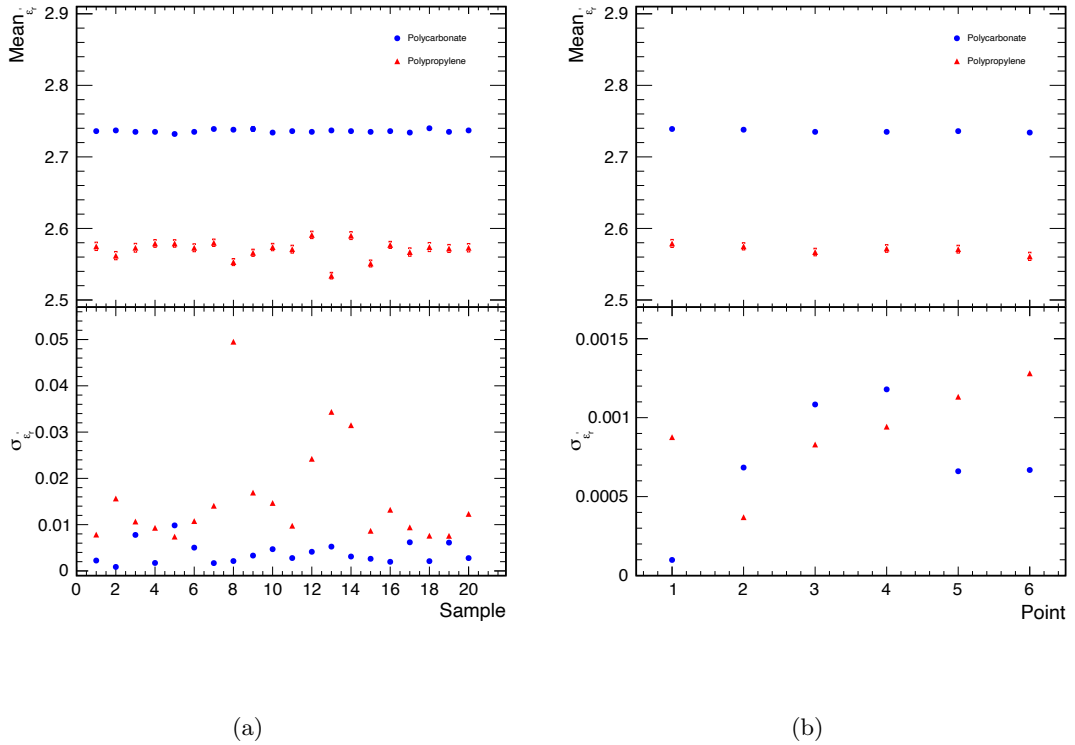 Mean ε'r
2.9
2.8
2.7
2.6
2.5
Polycarbonate
Polypropylene
σ ε'r
0.05
0.04
0.03
0.02
0.01
0
0 2 4 6 8 10 12 14 16 18 20
Sample
(a)
Mean ε'r
2.9
2.8
2.7
2.6
2.5
Polycarbonate
Polypropylene
σ ε'r
0.0015
0.001
0.0005
0
1 2 3 4 5 6
Point
(b)